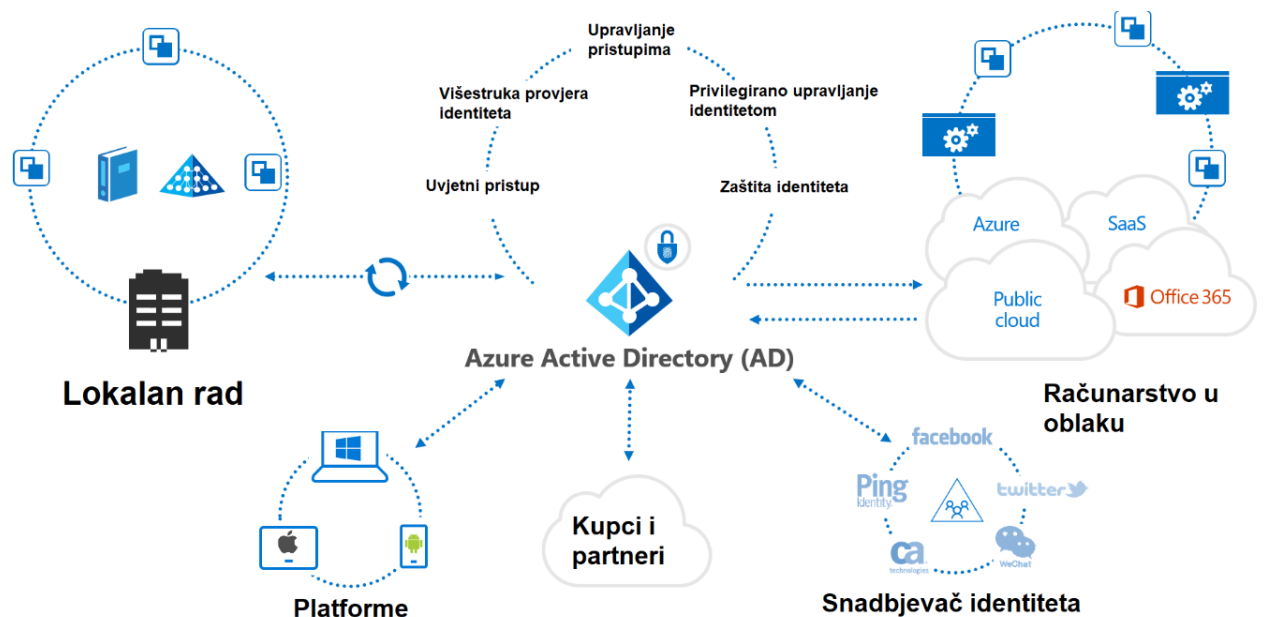 Upravljanje
pristupima
Višestruka provjera
identiteta
Privilegirano upravljanje
identitetom
Uvjetni pristup
Zaštita identiteta
Azure
SaaS
Public
cloud
Office 365
Azure Active Directory (AD)
Lokalan rad
Računarstvo u
oblaku
facebook
Ping
Identity
twitter
ca
technologies
WeChat
Kupci i
partneri
Platforme
Snadbjevač identiteta